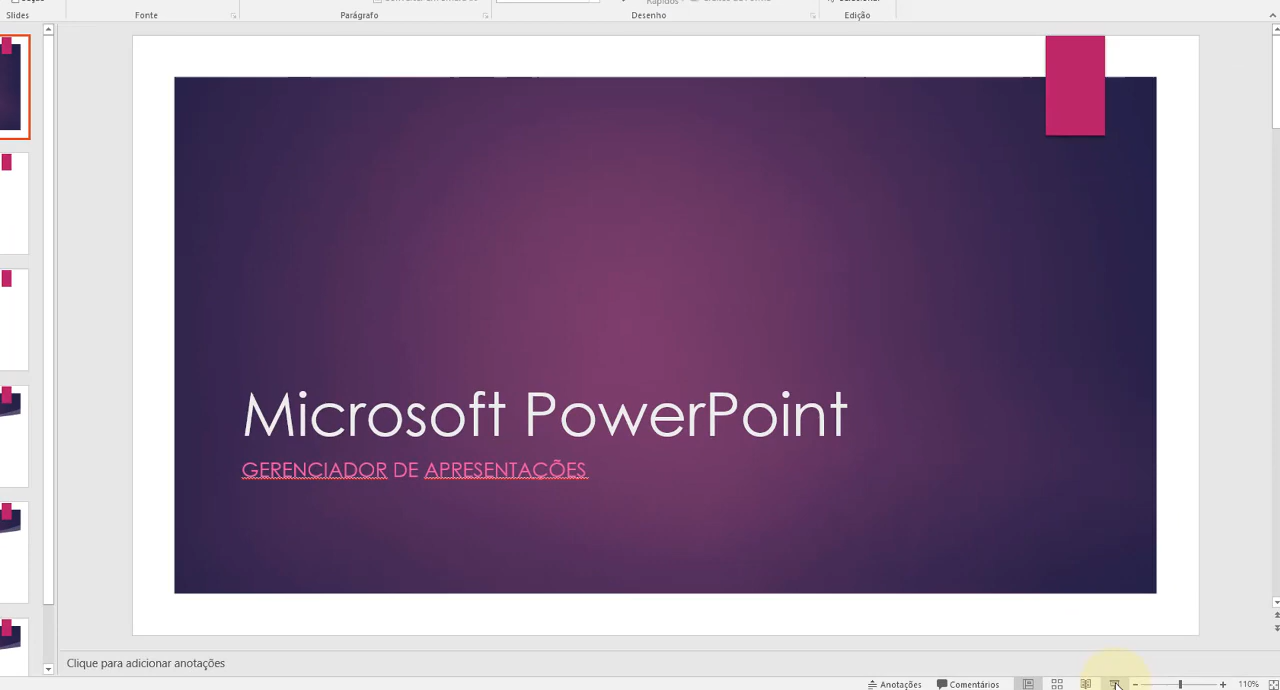 Slides
Fonte
Parágrafo
Desenho
Edição
Microsoft PowerPoint
GERENCIADOR DE APRESENTAÇÕES
Clique para adicionar anotações
Anotações
Comentários
110%